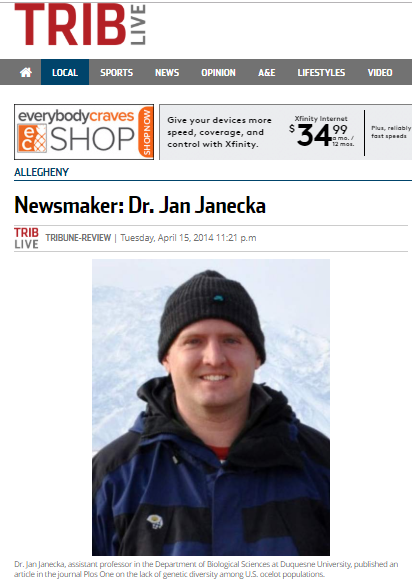 TRIB LIVE
LOCAL SPORTS NEWS OPINION A&E LIFESTYLES VIDEO
everybodycraves
ec SHOP SHOP NOW
Give your devices more
speed, coverage, and
control with Xfinity.
Xfinity Internet
$34.99
a mo. /
12 mos.
Plus, reliably
fast speeds
ALLEGHENY
Newsmaker: Dr. Jan Janecka
TRIB LIVE TRIBUNE-REVIEW | Tuesday, April 15, 2014 11:21 p.m
Dr. Jan Janecka, assistant professor in the Department of Biological Sciences at Duquesne University, published an
article in the journal Plos One on the lack of genetic diversity among U.S. ocelot populations.